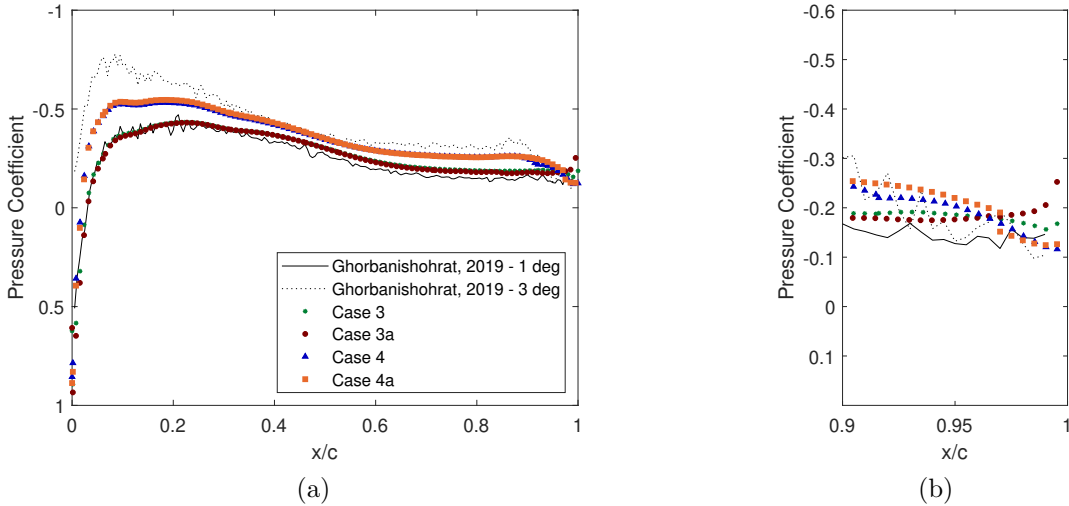 -1
-0.5
0
0.5
1
Pressure Coefficient
0
0.2
0.4
0.6
0.8
1
x/c
Ghorbanishohrat, 2019 - 1 deg
Ghorbanishohrat, 2019 - 3 deg
Case 3
Case 3a
Case 4
Case 4a
(a)
-0.6
-0.5
-0.4
-0.3
-0.2
-0.1
0
0.1
Pressure Coefficient
0.9
0.95
1
x/c
(b)